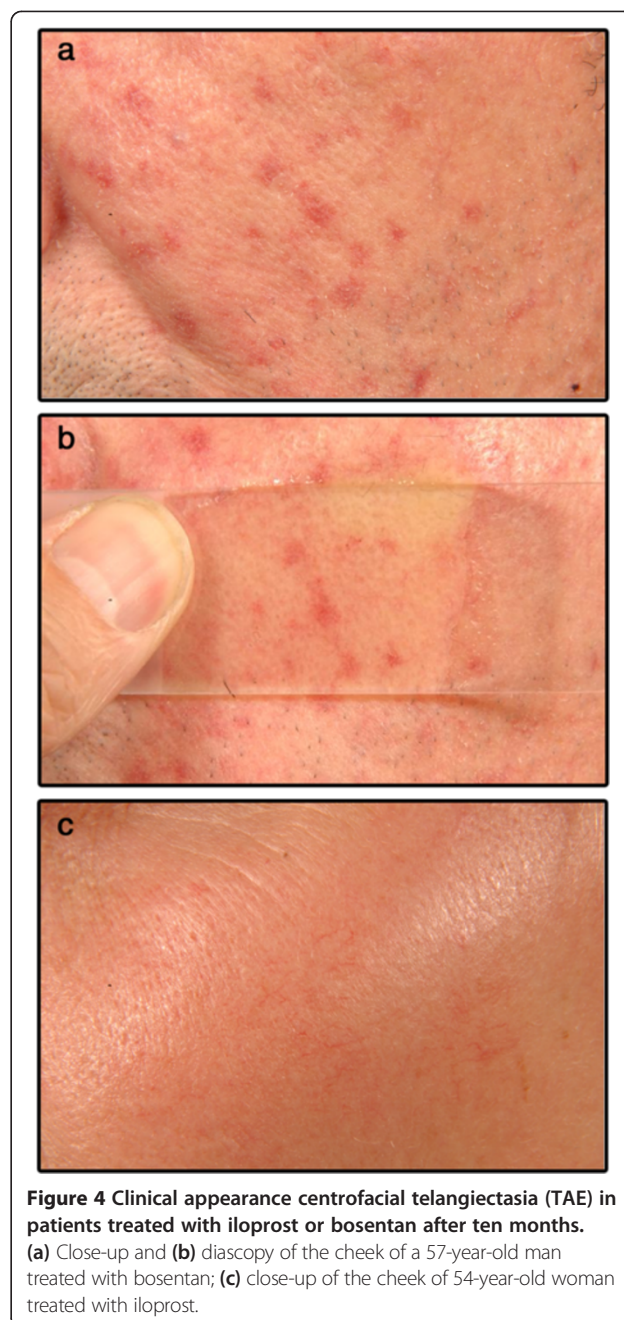 a
b
c
Figure 4 Clinical appearance centrofacial telangiectasia (TAE) in
patients treated with iloprost or bosentan after ten months.
(a) Close-up and (b) diascopy of the cheek of a 57-year-old man
treated with bosentan; (c) close-up of the cheek of 54-year-old woman
treated with iloprost.